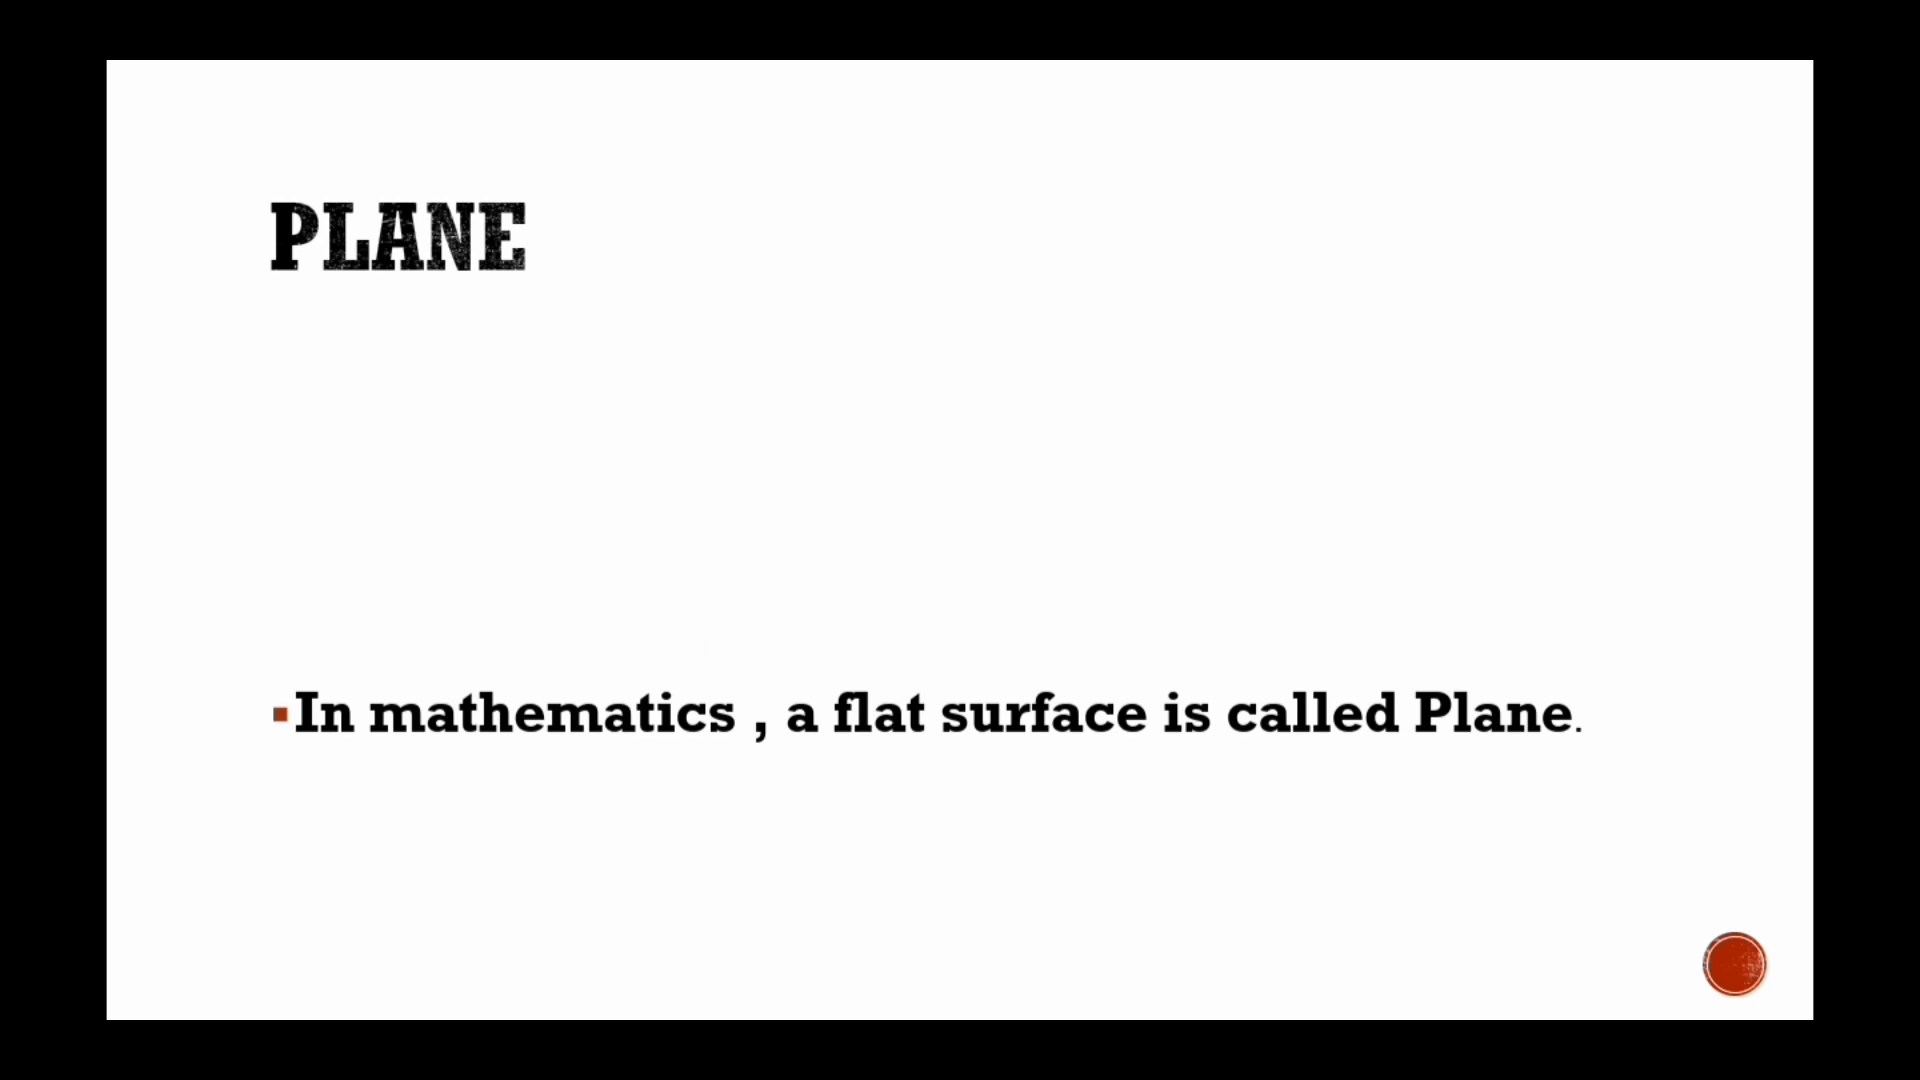 PLANE
▪In mathematics , a flat surface is called Plane.